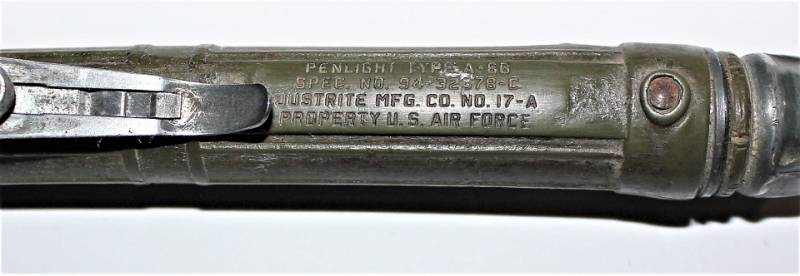 PENLIGHT TYPE A-6B
SPEC. NO. 94-32378-C
JUSTRITE MFG. CO. NO. 17-A
PROPERTY U.S. AIR FORCE